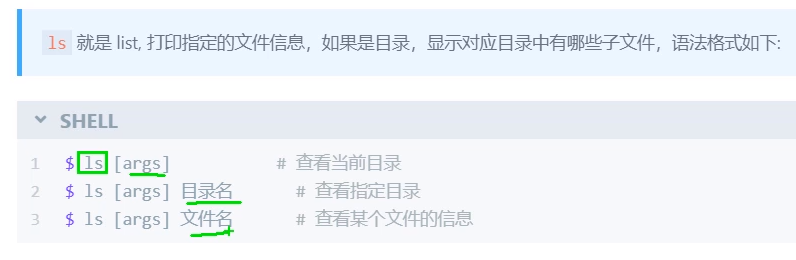 ls 就是 list, 打印指定的文件信息，如果是目录，显示对应目录中有哪些子文件，语法格式如下:
SHELL
1 $ ls [args] # 查看当前目录
2 $ ls [args] 目录名 # 查看指定目录
3 $ ls [args] 文件名 # 查看某个文件的信息